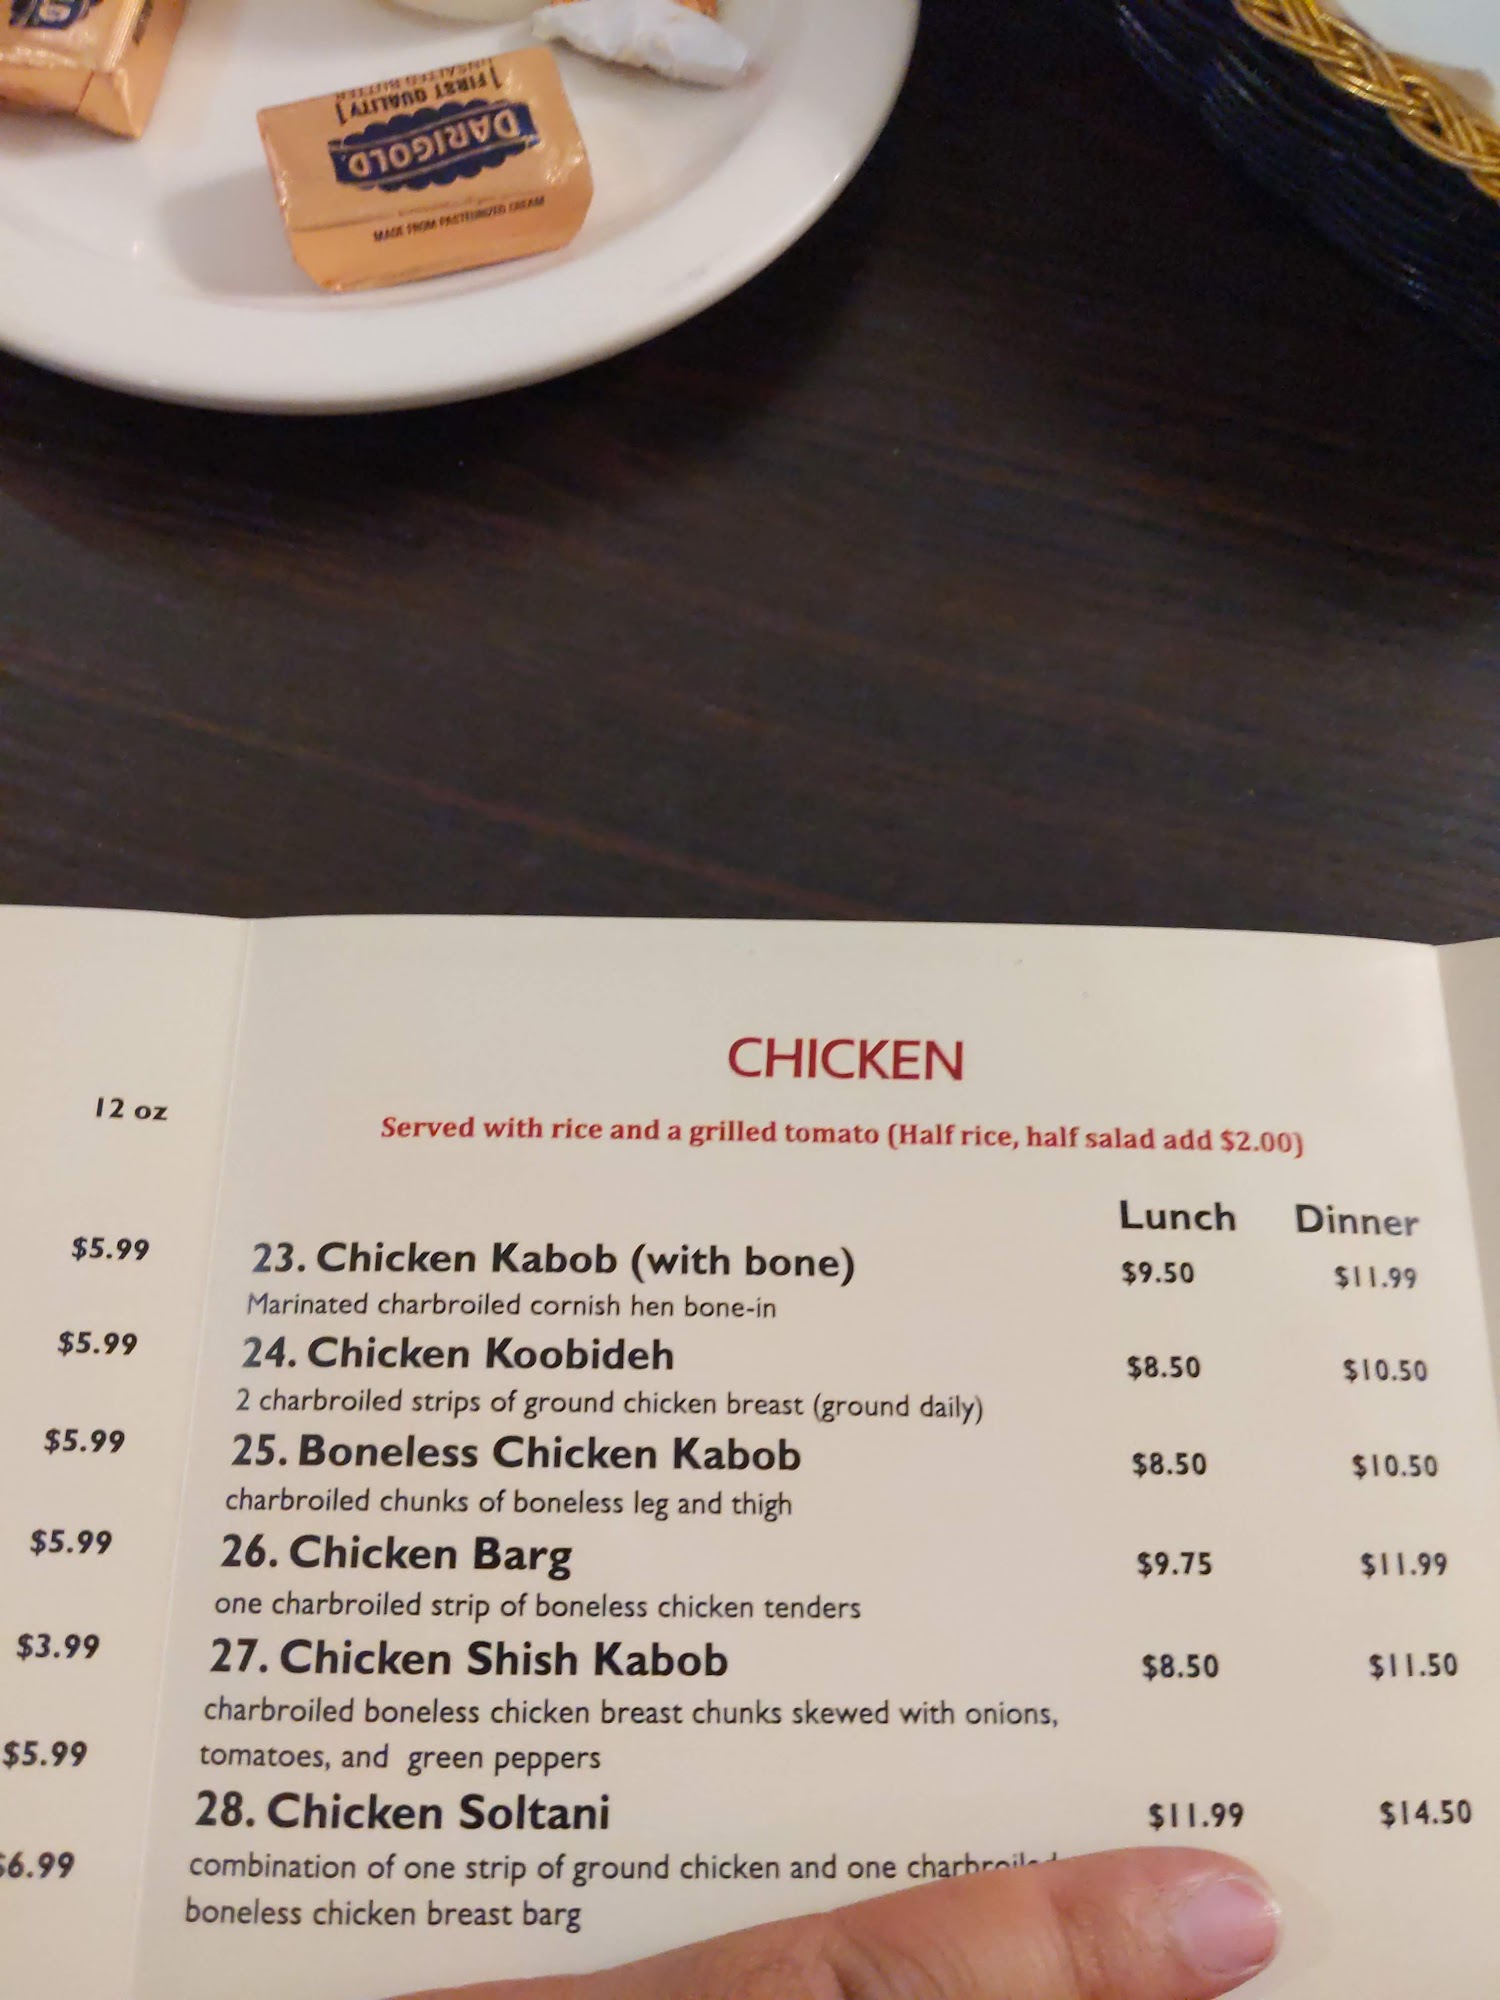 [FIRST QUALITY]
UNSALTED BUTTER
DARIGOLD
MADE FROM PASTEURIZED CREAM
12 oz
$5.99
$5.99
$5.99
$5.99
$3.99
$5.99
$6.99
CHICKEN
Served with rice and a grilled tomato (Half rice, half salad add $2.00)
Lunch Dinner
23. Chicken Kabob (with bone) $9.50 $11.99
Marinated charbroiled cornish hen bone-in
24. Chicken Koobideh $8.50 $10.50
2 charbroiled strips of ground chicken breast (ground daily)
25. Boneless Chicken Kabob $8.50 $10.50
charbroiled chunks of boneless leg and thigh
26. Chicken Barg $9.75 $11.99
one charbroiled strip of boneless chicken tenders
27. Chicken Shish Kabob $8.50 $11.50
charbroiled boneless chicken breast chunks skewed with onions,
tomatoes, and green peppers
28. Chicken Soltani $11.99 $14.50
combination of one strip of ground chicken and one charbroiled
boneless chicken breast barg